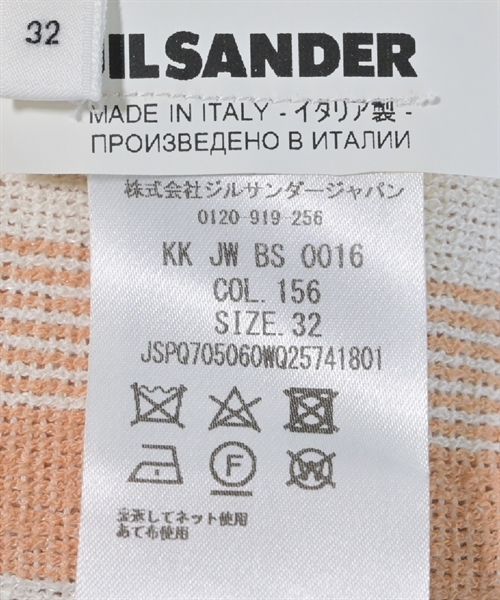 32
JIL SANDER
MADE IN ITALY - イタリア製 -
ПРОИЗВЕДЕНО В ИТАЛИИ
株式会社ジルサンダージャパン
0120-919-256
KK JW BS 0016
COL. 156
SIZE. 32
JSPQ705060WQ25741801
F
W
してネット使用
あて布使用